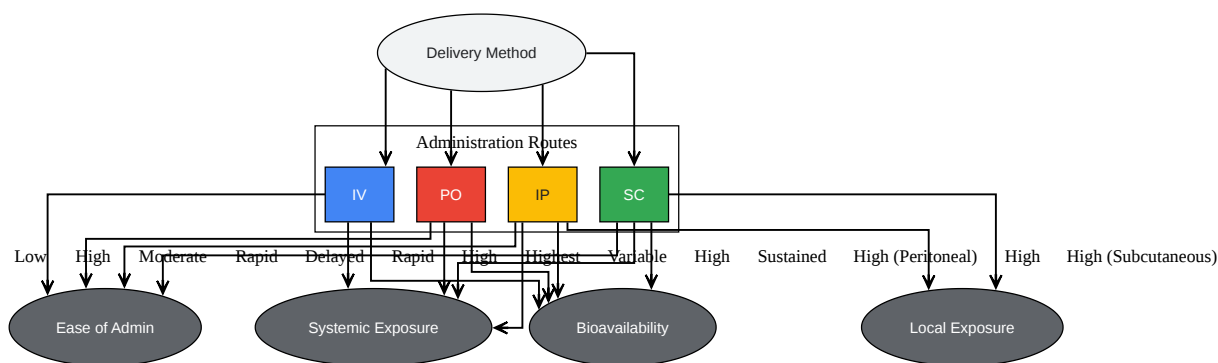 Delivery Method
Administration Routes
IV PO IP SC
Low High Moderate Rapid Delayed Rapid High Highest Variable High Sustained High (Peritoneal) High High (Subcutaneous)
Ease of Admin Systemic Exposure Bioavailability Local Exposure